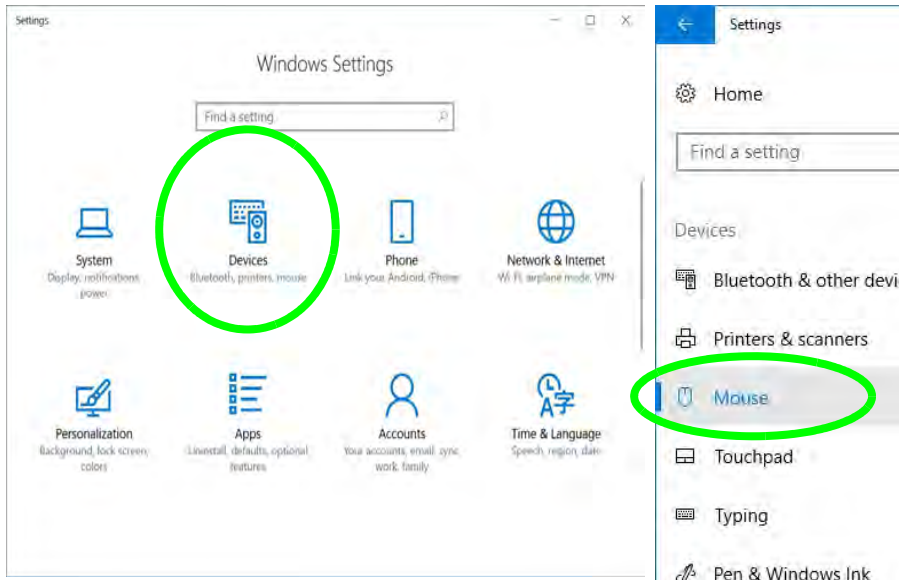 Settings
Windows Settings
Find a setting
System
Display, notifications,
power
Devices
Bluetooth, printers, mouse
Phone
Link your Android, iPhone
Network & Internet
Wi-Fi, airplane mode, VPN
Personalization
Background, lock screen,
colors
Apps
Uninstall, defaults, optional
features
Accounts
Your accounts, email, sync,
work, family
Time & Language
Speech, region, date
Settings
Home
Find a setting
Devices
Bluetooth & other devi
Printers & scanners
Mouse
Touchpad
Typing
Pen & Windows Ink